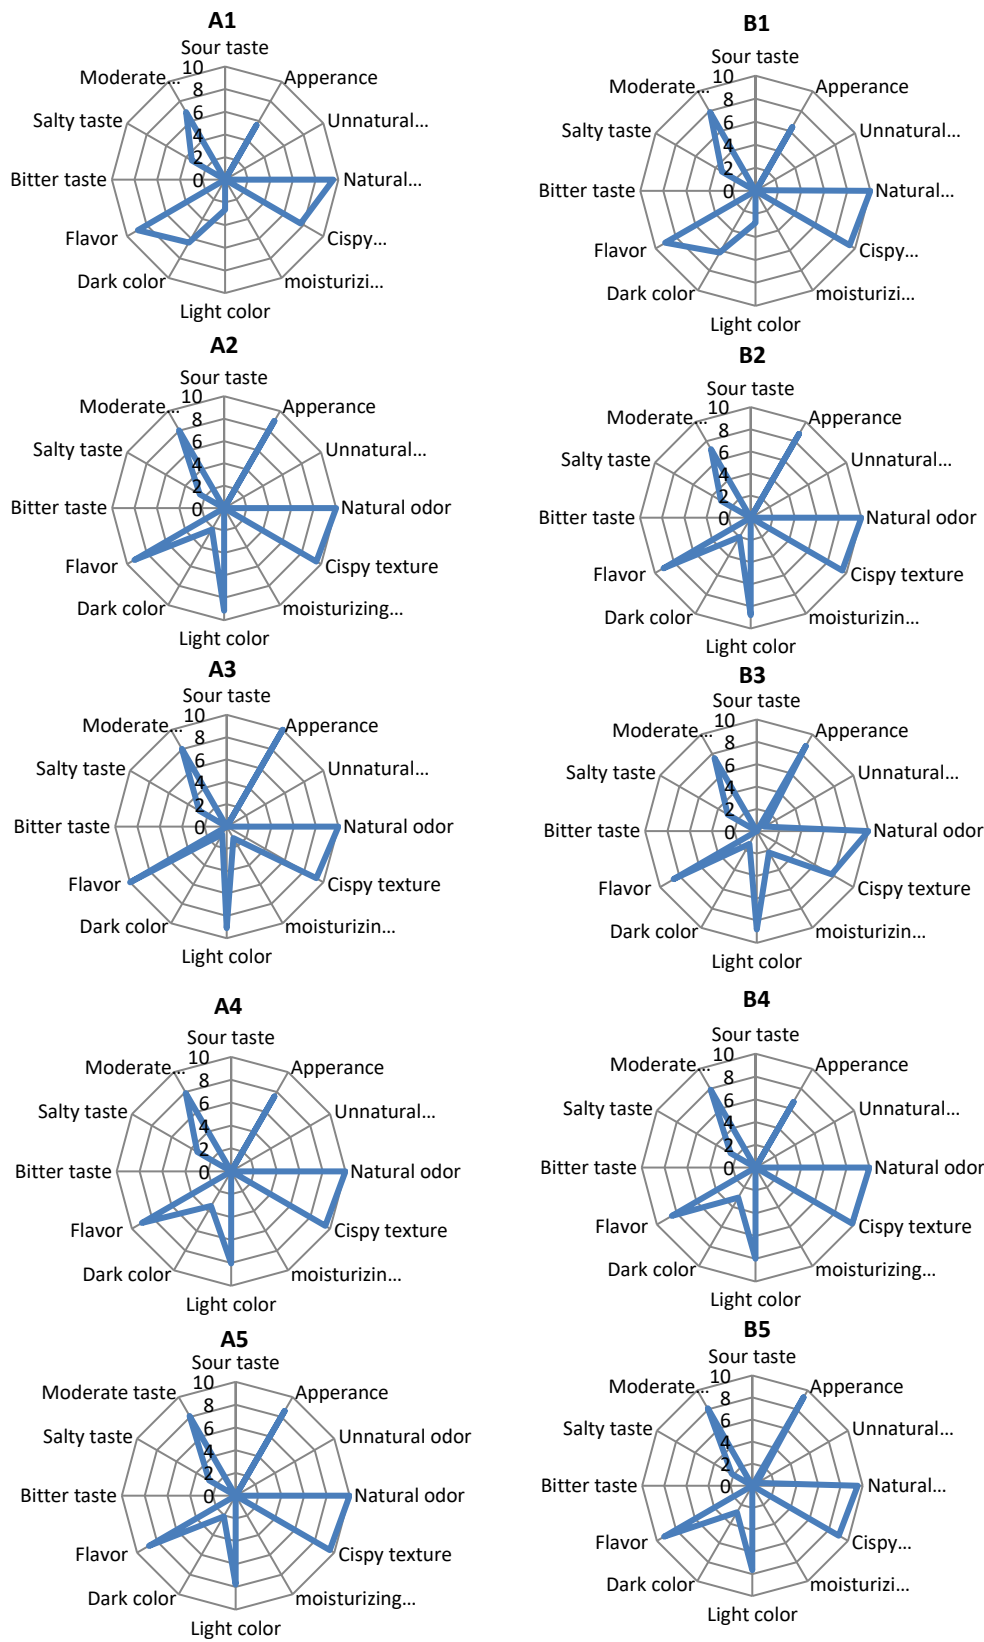 A1
Sour taste
Apperance
Unnatural...
Natural...
Cispy...
moisturizi...
Light color
Dark color
Flavor
Bitter taste
Salty taste
Moderate...
10
8
6
4
2
0
B1
Sour taste
Apperance
Unnatural...
Natural...
Cispy...
moisturizi...
Light color
Dark color
Flavor
Bitter taste
Salty taste
Moderate...
10
8
6
4
2
0
A2
Sour taste
Apperance
Unnatural...
Natural odor
Cispy texture
moisturizing...
Light color
Dark color
Flavor
Bitter taste
Salty taste
Moderate...
10
8
6
4
2
0
B2
Sour taste
Apperance
Unnatural...
Natural odor
Cispy texture
moisturizin...
Light color
Dark color
Flavor
Bitter taste
Salty taste
Moderate...
10
8
6
4
2
0
A3
Sour taste
Apperance
Unnatural...
Natural odor
Cispy texture
moisturizin...
Light color
Dark color
Flavor
Bitter taste
Salty taste
Moderate...
10
8
6
4
2
0
B3
Sour taste
Apperance
Unnatural...
Natural odor
Cispy texture
moisturizin...
Light color
Dark color
Flavor
Bitter taste
Salty taste
Moderate...
10
8
6
4
2
0
A4
Sour taste
Apperance
Unnatural...
Natural odor
Cispy texture
moisturizin...
Light color
Dark color
Flavor
Bitter taste
Salty taste
Moderate...
10
8
6
4
2
0
B4
Sour taste
Apperance
Unnatural...
Natural odor
Cispy texture
moisturizing...
Light color
Dark color
Flavor
Bitter taste
Salty taste
Moderate...
10
8
6
4
2
0
A5
Sour taste
Apperance
Unnatural odor
Natural odor
Cispy texture
moisturizing...
Light color
Dark color
Flavor
Bitter taste
Salty taste
Moderate taste
10
8
6
4
2
0
B5
Sour taste
Apperance
Unnatural...
Natural...
Cispy...
moisturizi...
Light color
Dark color
Flavor
Bitter taste
Salty taste
Moderate...
10
8
6
4
2
0